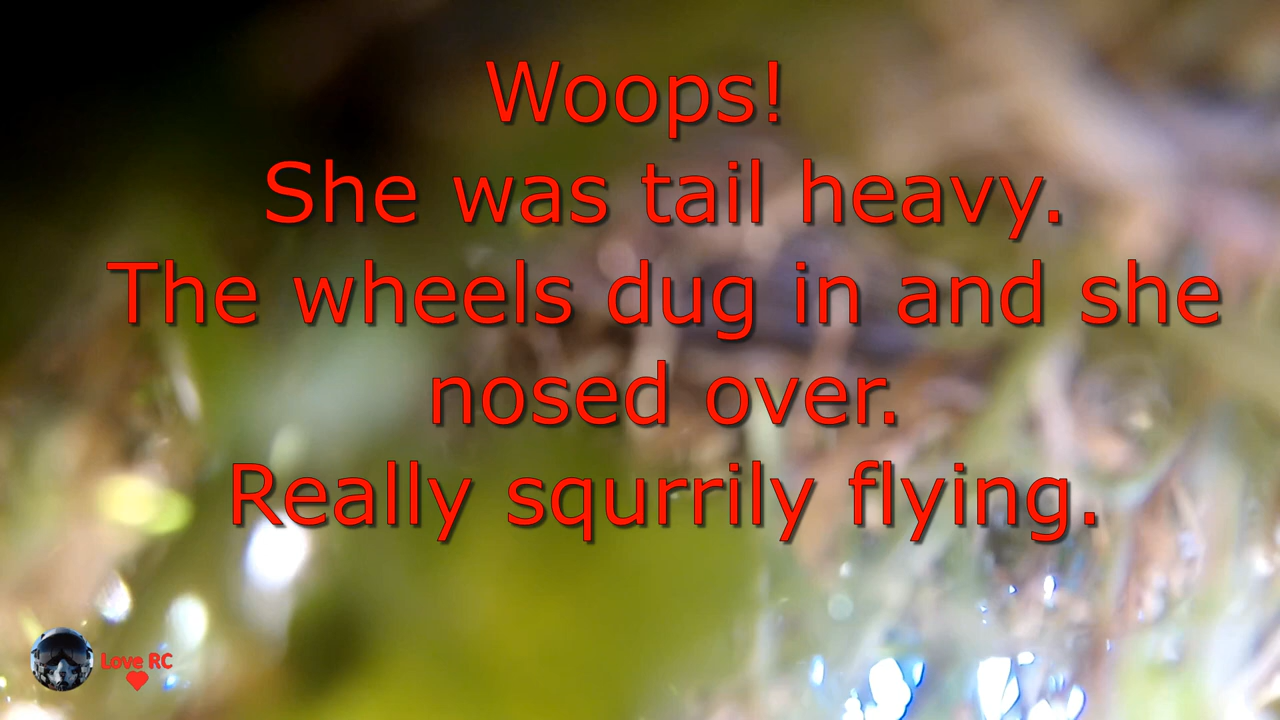 Woops!
She was tail heavy.
The wheels dug in and she
nosed over.
Really squrrily flying.
Love RC